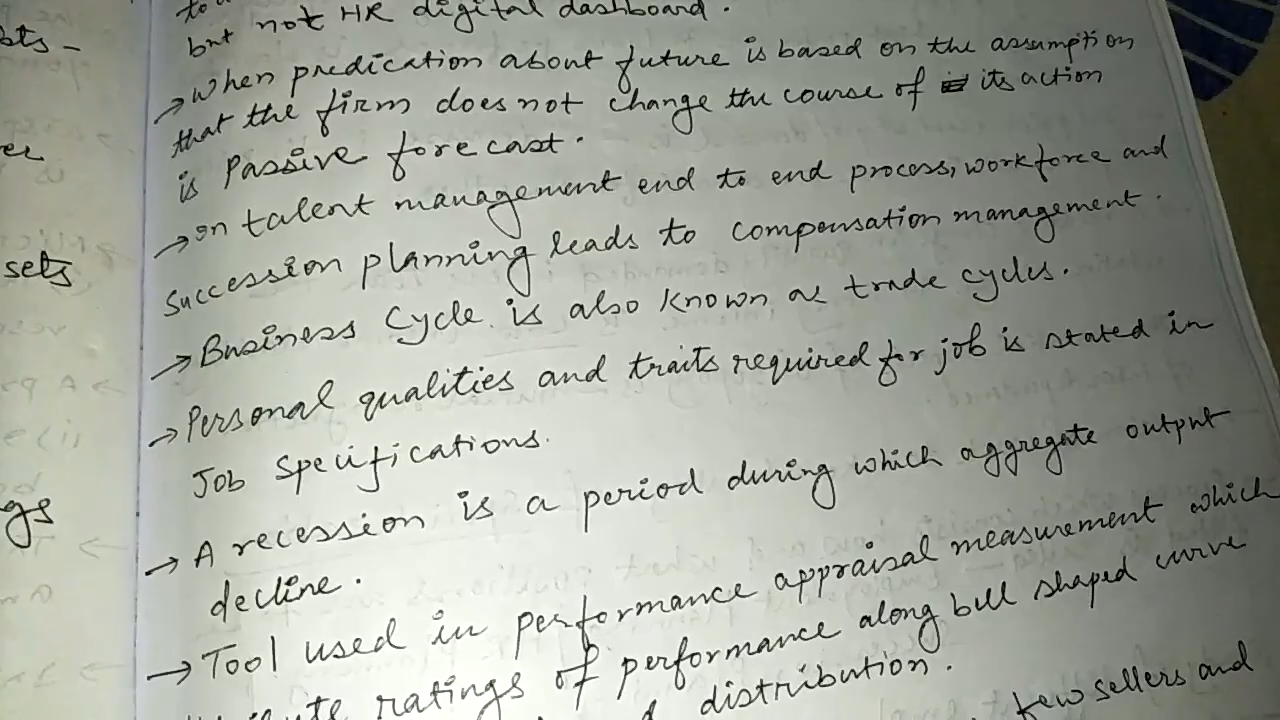 but not HR digital dashboard.
→ when predication about future is based on the assumption
that the firm does not change the course of its action
is Passive forecast.
→ on talent management end to end process, workforce and
Succession planning leads to compensation management.
→ Business Cycle is also known as trade cycles.
→ Personal qualities and traits required for job is stated in
Job Specifications.
→ A recession is a period during which aggregate output
decline.
→ Tool used in performance appraisal measurement which
ratings of performance along bell shaped curve
distribution.
few sellers and
sets
gs